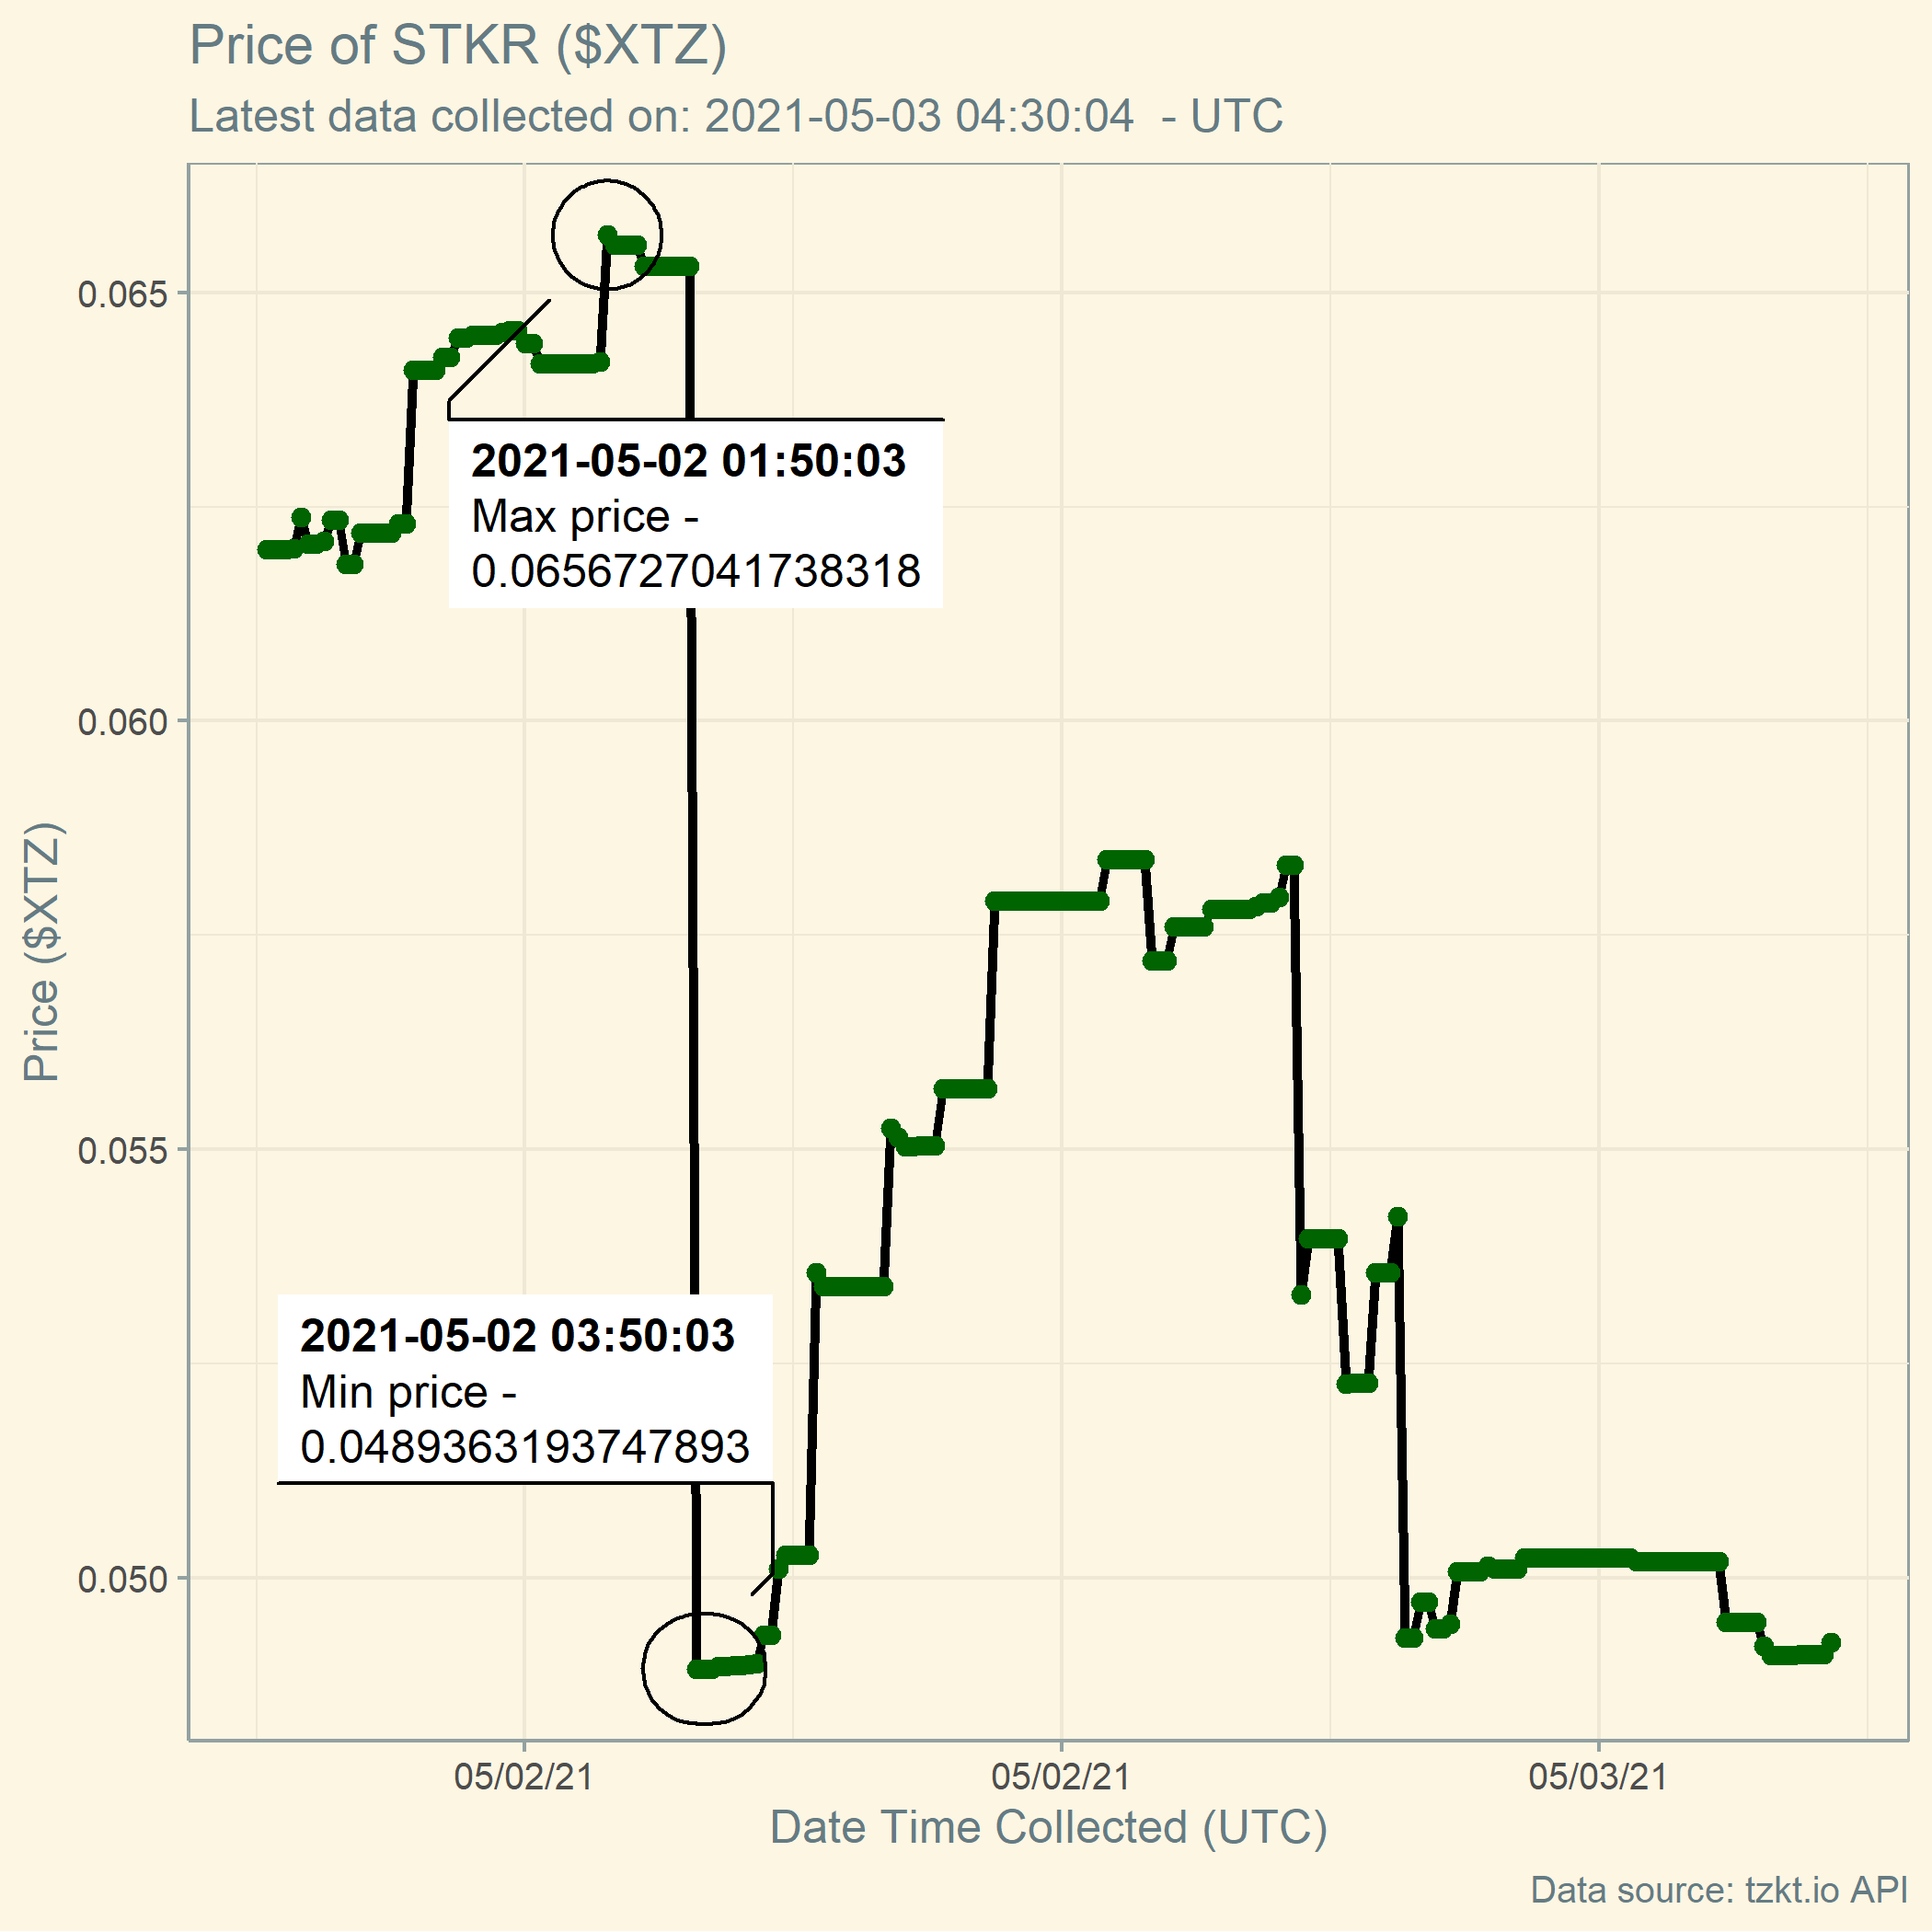 Price of STKR ($XTZ)
Latest data collected on: 2021-05-03 04:30:04  - UTC
0.065
0.060
0.055
0.050
Price ($XTZ)
2021-05-02 01:50:03
Max price -
0.0656727041738318
2021-05-02 03:50:03
Min price -
0.0489363193747893
05/02/21
05/02/21
05/03/21
Date Time Collected (UTC)
Data source: tzkt.io API